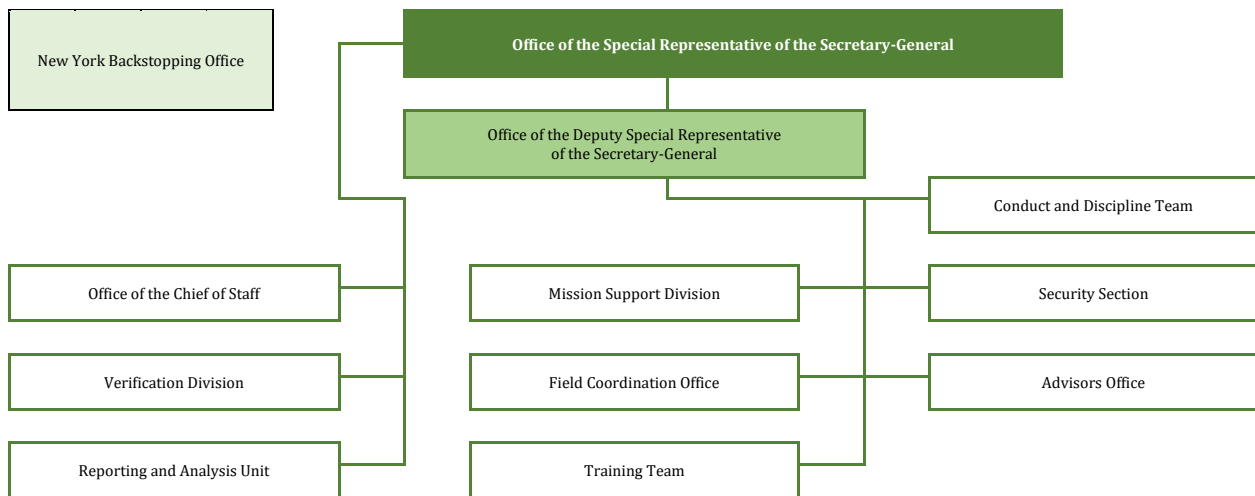 New York Backstopping Office
Office of the Special Representative of the Secretary-General
Office of the Deputy Special Representative
of the Secretary-General
Conduct and Discipline Team
Office of the Chief of Staff
Mission Support Division
Security Section
Verification Division
Field Coordination Office
Advisors Office
Reporting and Analysis Unit
Training Team